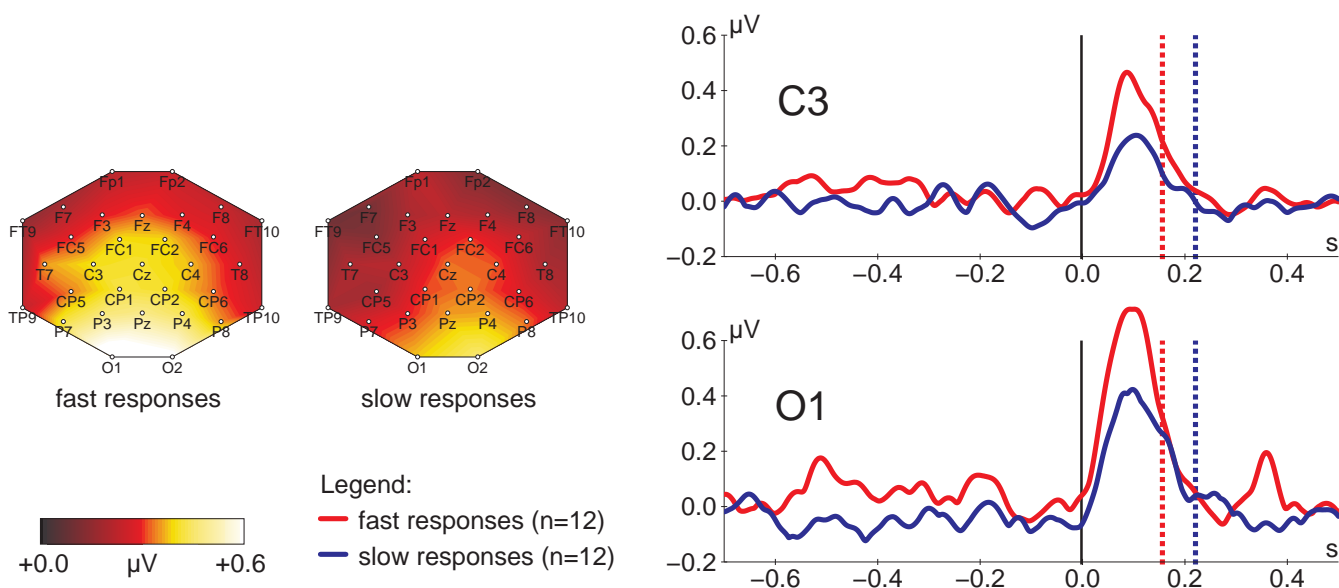 Fp1 Fp2
F7 F3 Fz F4 F8
FT9 FT10
FC5 FC1 FC2 FC6
T7 C3 Cz C4 T8
CP5 CP1 CP2 CP6
TP9 TP10
P7 P3 Pz P4 P8
O1 O2
fast responses
Fp1 Fp2
F7 F3 Fz F4 F8
FT9 FT10
FC5 FC1 FC2 FC6
T7 C3 Cz C4 T8
CP5 CP1 CP2 CP6
TP9 TP10
P7 P3 Pz P4 P8
O1 O2
slow responses
+0.0 µV +0.6
Legend:
fast responses (n=12)
slow responses (n=12)
µV
0.6
0.4
0.2
0.0
−0.2
C3
s
−0.6 −0.4 −0.2 0.0 0.2 0.4
µV
0.6
0.4
0.2
0.0
−0.2
O1
s
−0.6 −0.4 −0.2 0.0 0.2 0.4